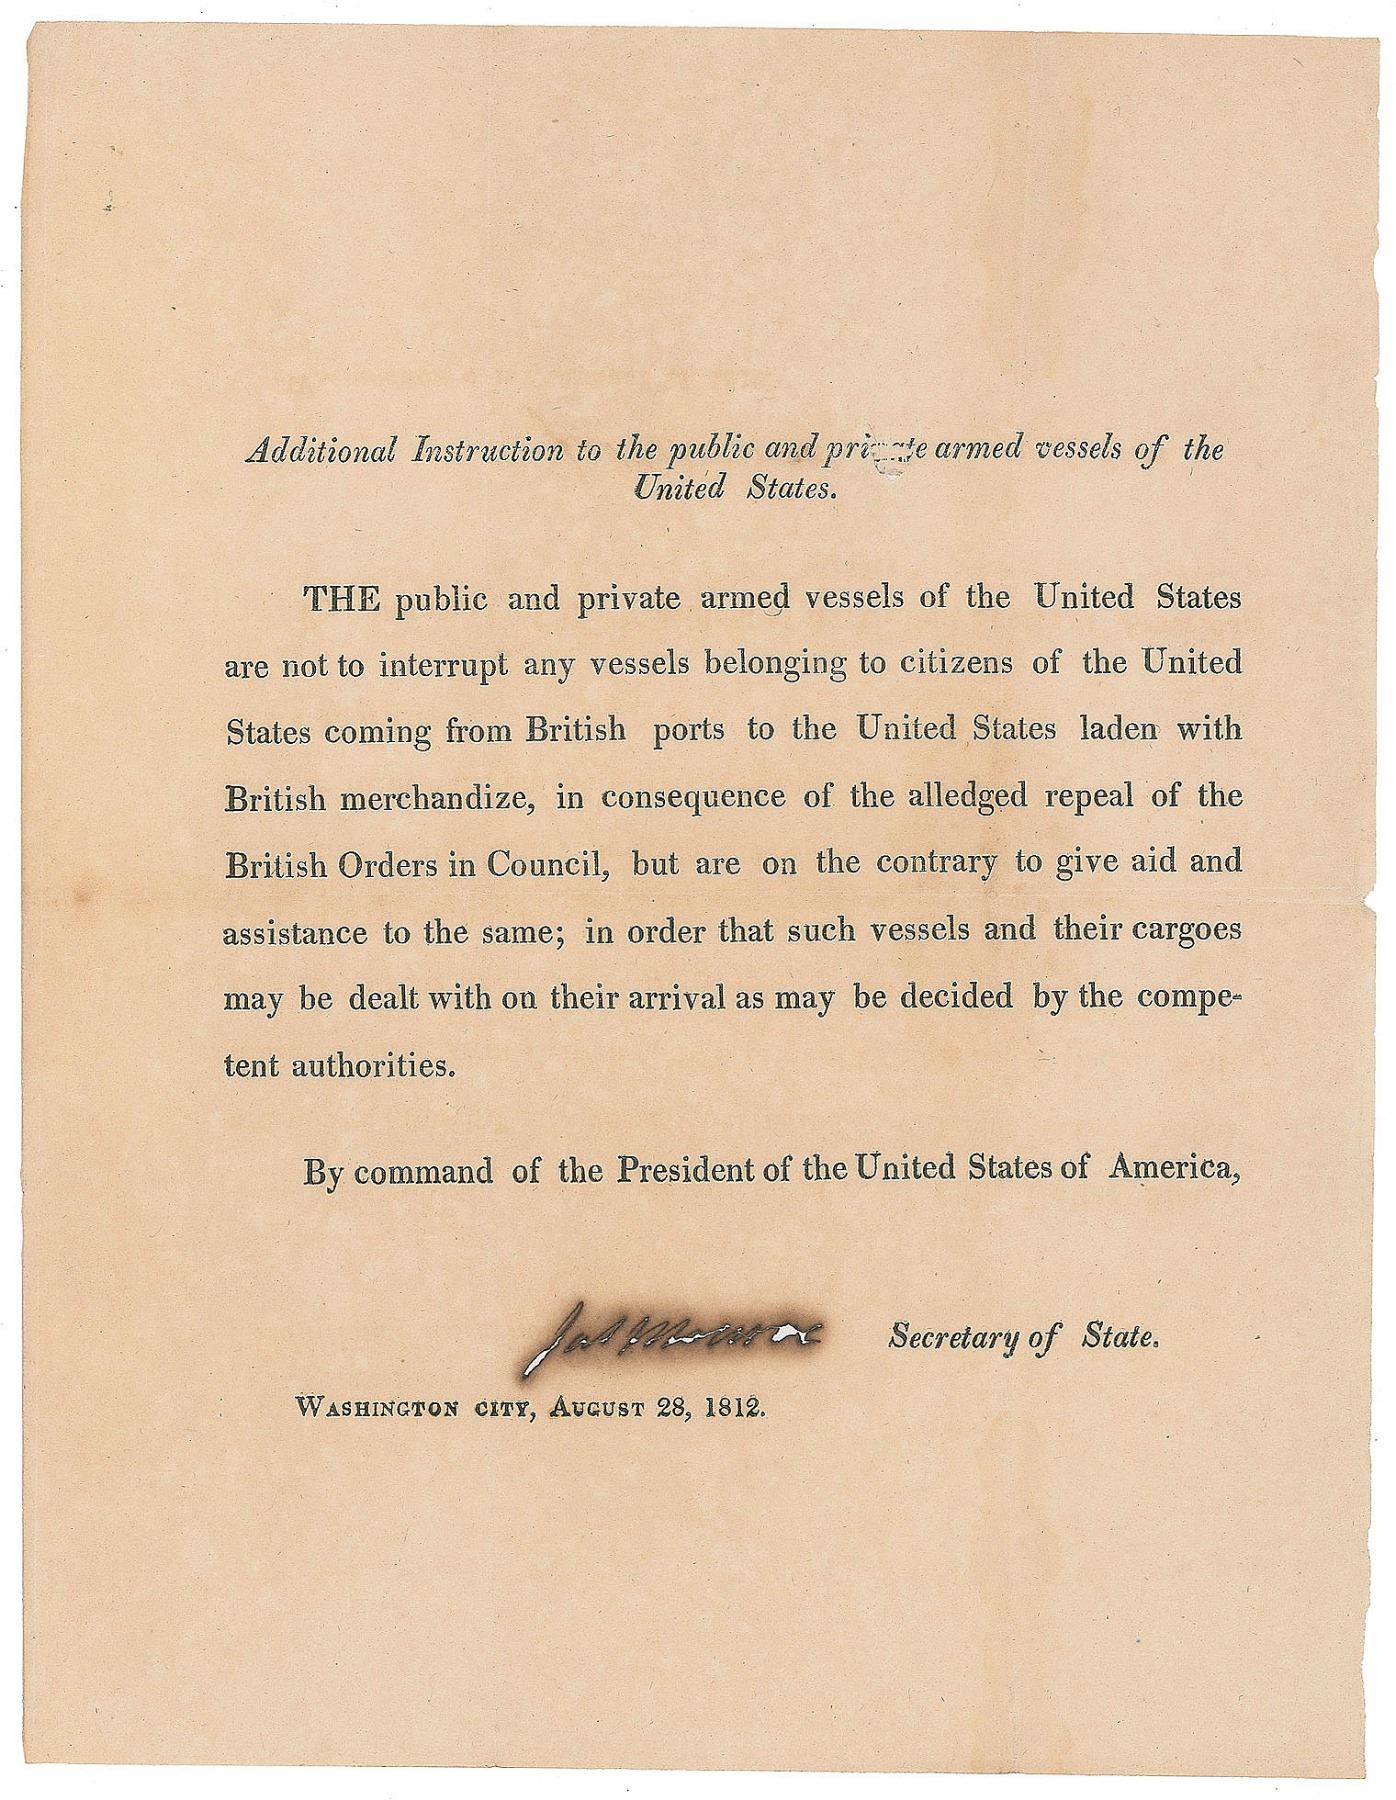 Additional Instruction to the public and private armed vessels of the
United States.
THE public and private armed vessels of the United States
are not to interrupt any vessels belonging to citizens of the United
States coming from British ports to the United States laden with
British merchandize, in consequence of the alledged repeal of the
British Orders in Council, but are on the contrary to give aid and
assistance to the same; in order that such vessels and their cargoes
may be dealt with on their arrival as may be decided by the compe-
tent authorities.
By command of the President of the United States of America,
Jas Monroe Secretary of State.
WASHINGTON CITY, AUGUST 28, 1812.